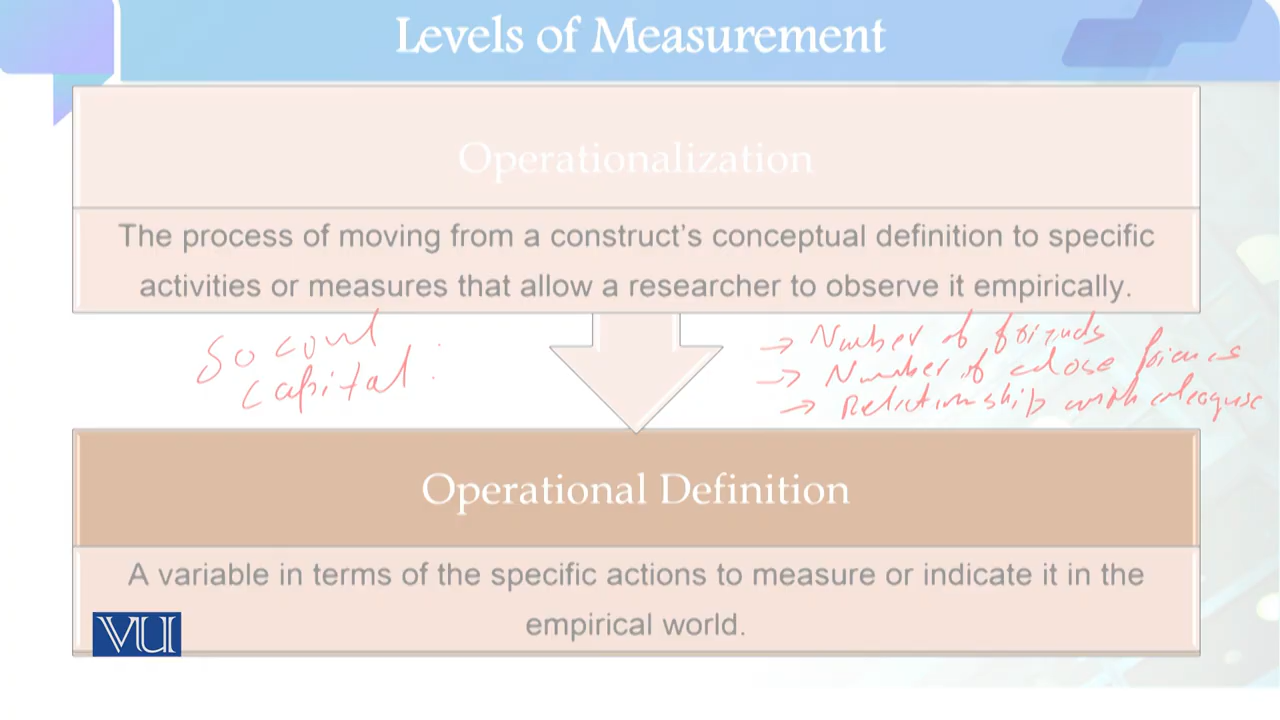 Levels of Measurement
Operationalization
The process of moving from a construct's conceptual definition to specific
activities or measures that allow a researcher to observe it empirically.
Social
capital
→ Number of friends
→ Number of close friends
→ Relationship with colleague
Operational Definition
A variable in terms of the specific actions to measure or indicate it in the
empirical world.
VU